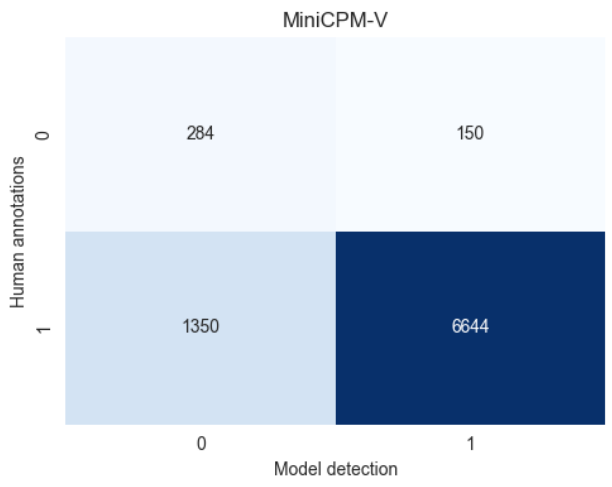 MiniCPM-V
Human annotations
0
284
150
1
1350
6644
0
1
Model detection